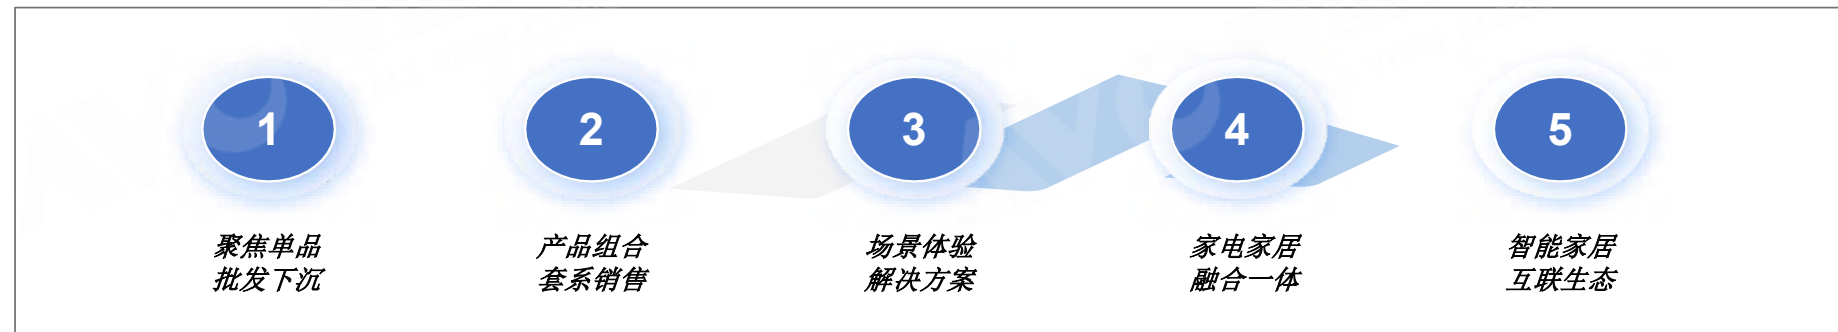 1
2
3
4
5
聚焦单品
批发下沉
产品组合
套系销售
场景体验
解决方案
家电家居
融合一体
智能家居
互联生态